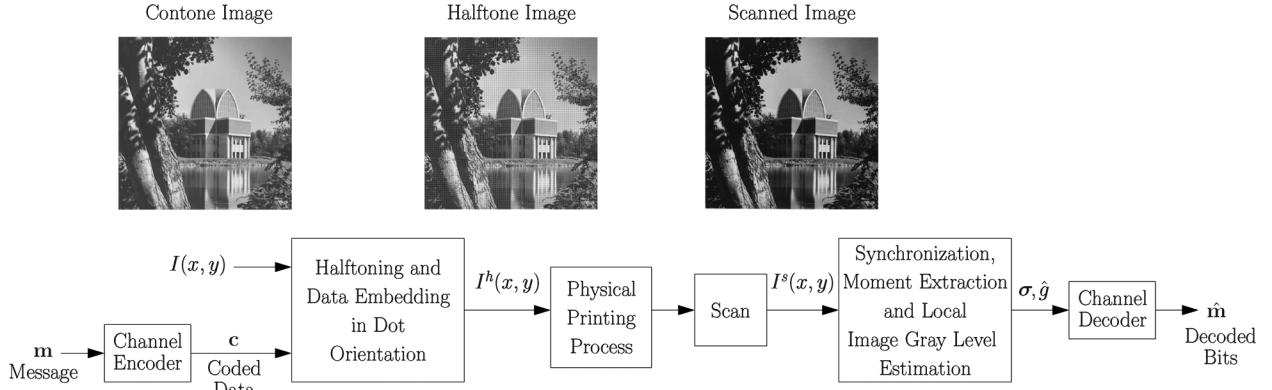 Contone Image
Halftone Image
Scanned Image
I(x, y)
m
Message
Channel
Encoder
c
Coded
Data
Halftoning and
Data Embedding
in Dot
Orientation
I^h(x, y)
Physical
Printing
Process
Scan
I^s(x, y)
Synchronization,
Moment Extraction
and Local
Image Gray Level
Estimation
σ, ĝ
Channel
Decoder
m̂
Decoded
Bits